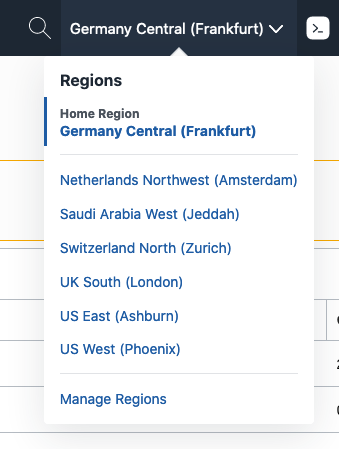 Germany Central (Frankfurt)
Regions
Home Region
Germany Central (Frankfurt)
Netherlands Northwest (Amsterdam)
Saudi Arabia West (Jeddah)
Switzerland North (Zurich)
UK South (London)
US East (Ashburn)
US West (Phoenix)
Manage Regions